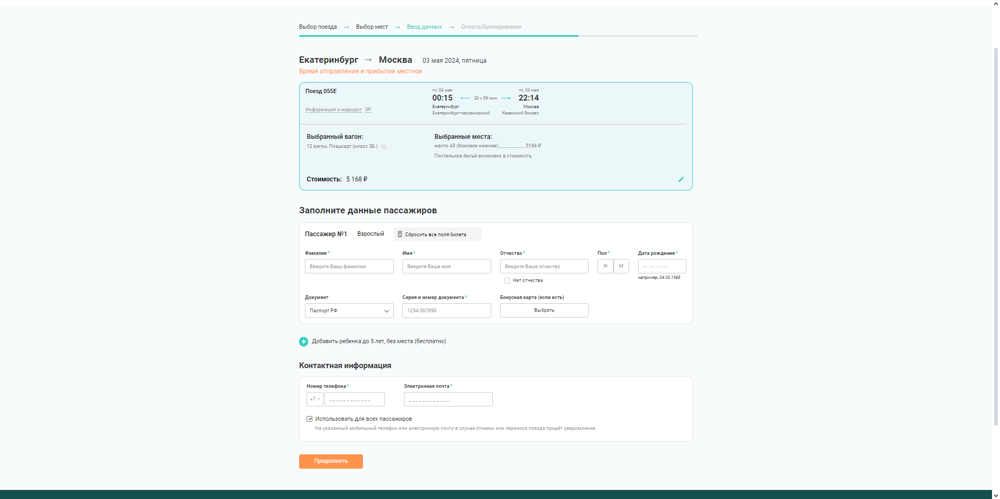 Выбор поезда → Выбор мест → Ввод данных → Оплата/Бронирование
Екатеринбург → Москва 03 мая 2024, пятница
Время отправления и прибытия местное
Поезд 055Е
пт, 03 мая пт, 03 мая
00:15 23 ч 59 мин 22:14
Екатеринбург Москва
Информация и маршрут ЭР
Екатеринбург-пассажирский Казанский Вокзал
Выбранный вагон: Выбранные места:
12 вагон, Плацкарт (класс 3Б ) место 43 (боковое нижнее) 5168 ₽
Постельное бельё включено в стоимость
Стоимость: 5 168 ₽
Заполните данные пассажиров
Пассажир №1 Взрослый Сбросить все поля билета
Фамилия* Имя* Отчество* Пол* Дата рождения*
Введите Вашу фамилию Введите Ваше имя Введите Ваше отчество Ж М --.--.----
например, 24.03.1988
Нет отчества
Документ Серия и номер документа* Бонусная карта (если есть)
Паспорт РФ 1234-567890 Выбрать
Добавить ребенка до 5 лет, без места (бесплатно)
Контактная информация
Номер телефона* Электронная почта*
+7 ____________ ____________
Использовать для всех пассажиров
На указанный мобильный телефон или электронную почту в случае отмены или переноса поезда придёт уведомление.
Продолжить